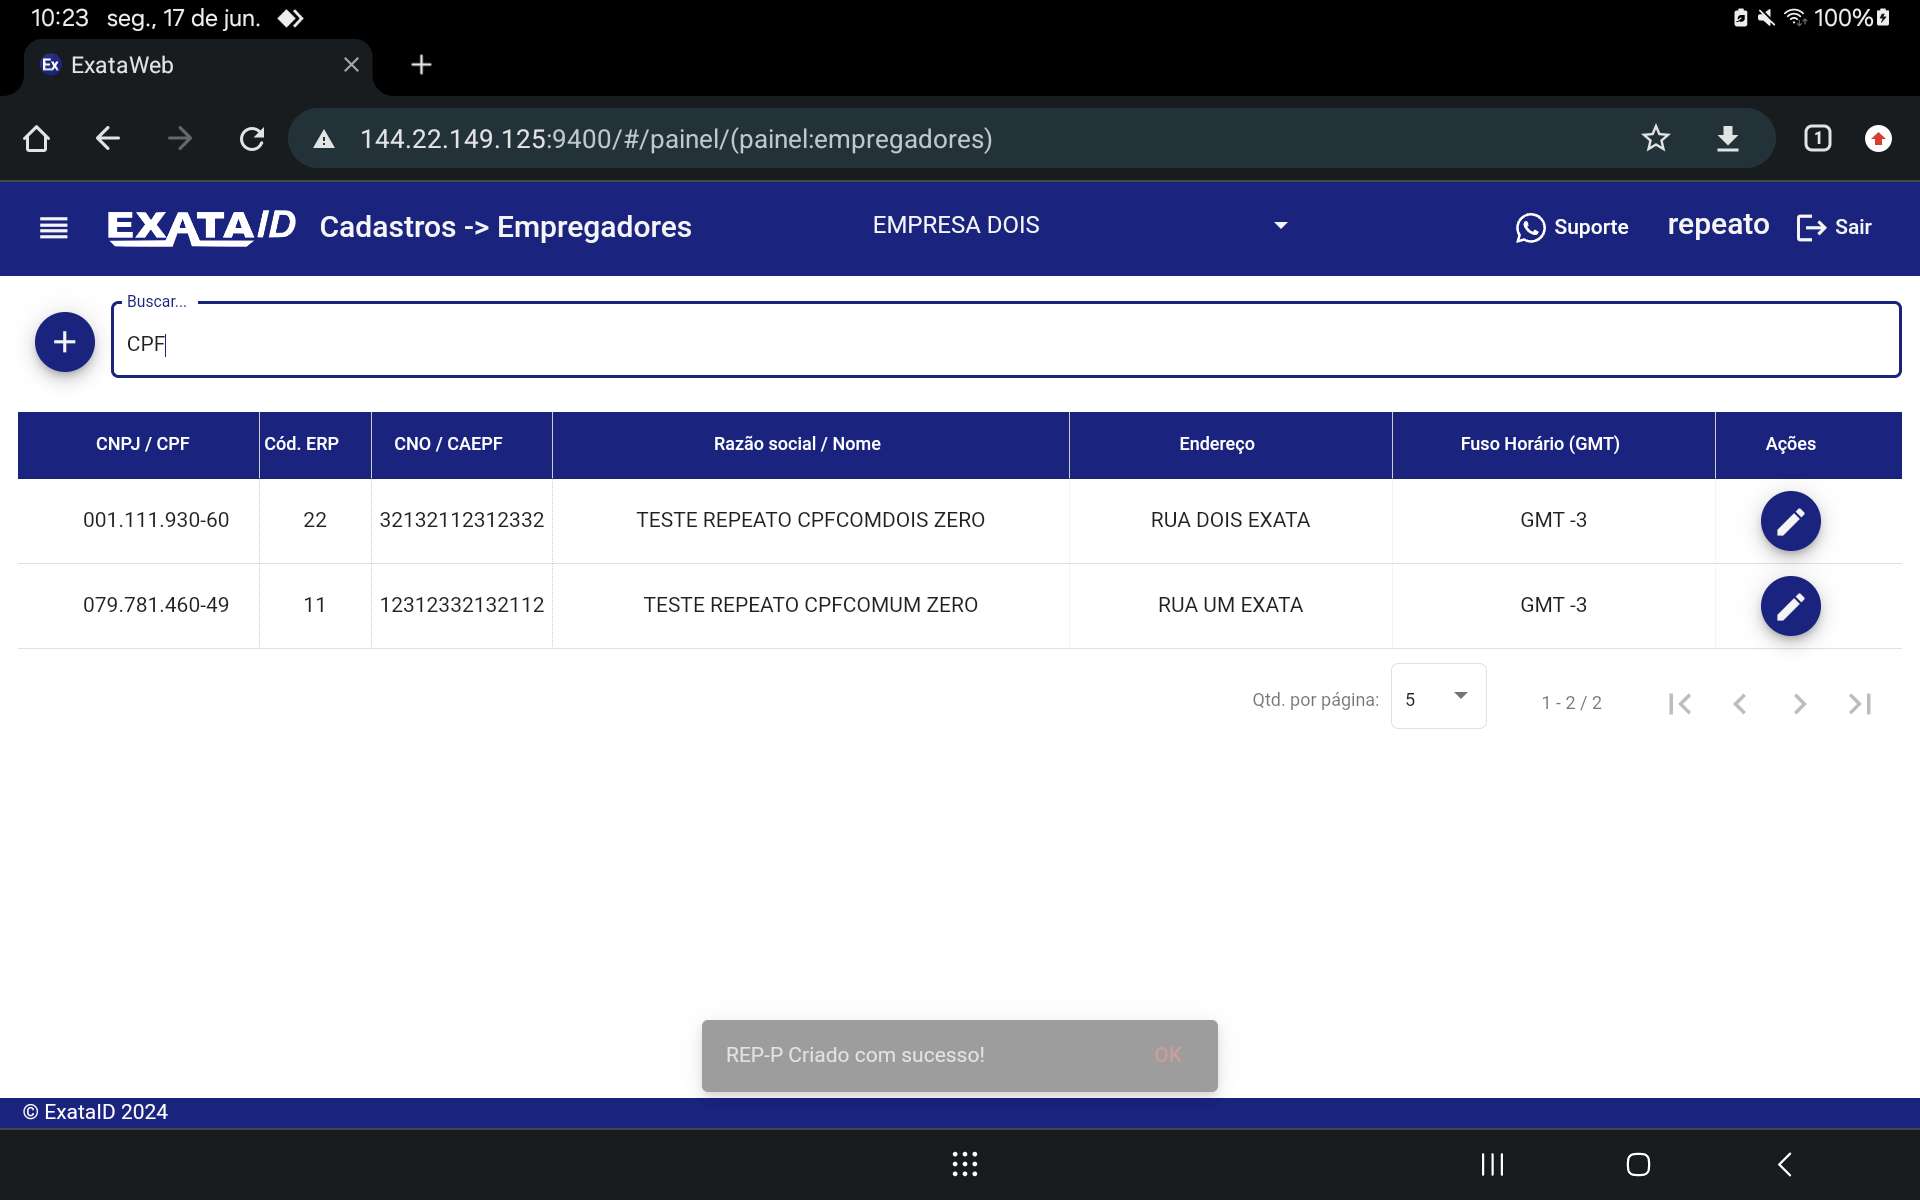 10:23 seg., 17 de jun. 100%
Ex ExataWeb
144.22.149.125:9400/#/painel/(painel:empregadores) 1
EXATA ID Cadastros -> Empregadores EMPRESA DOIS Suporte repeato Sair
Buscar...
CPF
CNPJ / CPF Cód. ERP CNO / CAEPF Razão social / Nome Endereço Fuso Horário (GMT) Ações
001.111.930-60 22 32132112312332 TESTE REPEATO CPFCOMDOIS ZERO RUA DOIS EXATA GMT -3
079.781.460-49 11 12312332132112 TESTE REPEATO CPFCOMUM ZERO RUA UM EXATA GMT -3
Qtd. por página: 5 1 - 2 / 2
REP-P Criado com sucesso! OK
© ExataID 2024